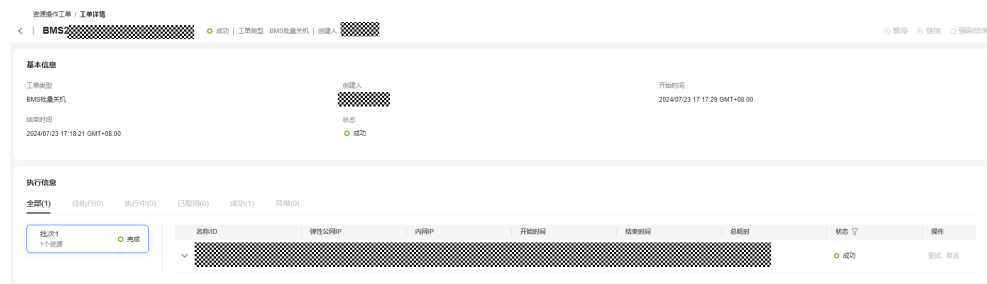 资源操作工单 / 工单详情
BMS2 成功 | 工单类型 BMS批量关机 | 创建人 暂停 继续 强制结束
基本信息
工单类型 创建人 开始时间
BMS批量关机 2024/07/23 17:17:29 GMT+08:00
结束时间 状态
2024/07/23 17:18:21 GMT+08:00 成功
执行信息
全部(1) 待执行(0) 执行中(0) 已取消(0) 成功(1) 异常(0)
批次1 完成
1个资源
名称/ID 弹性公网IP 内网IP 开始时间 结束时间 总耗时 状态 操作
成功 重试 取消